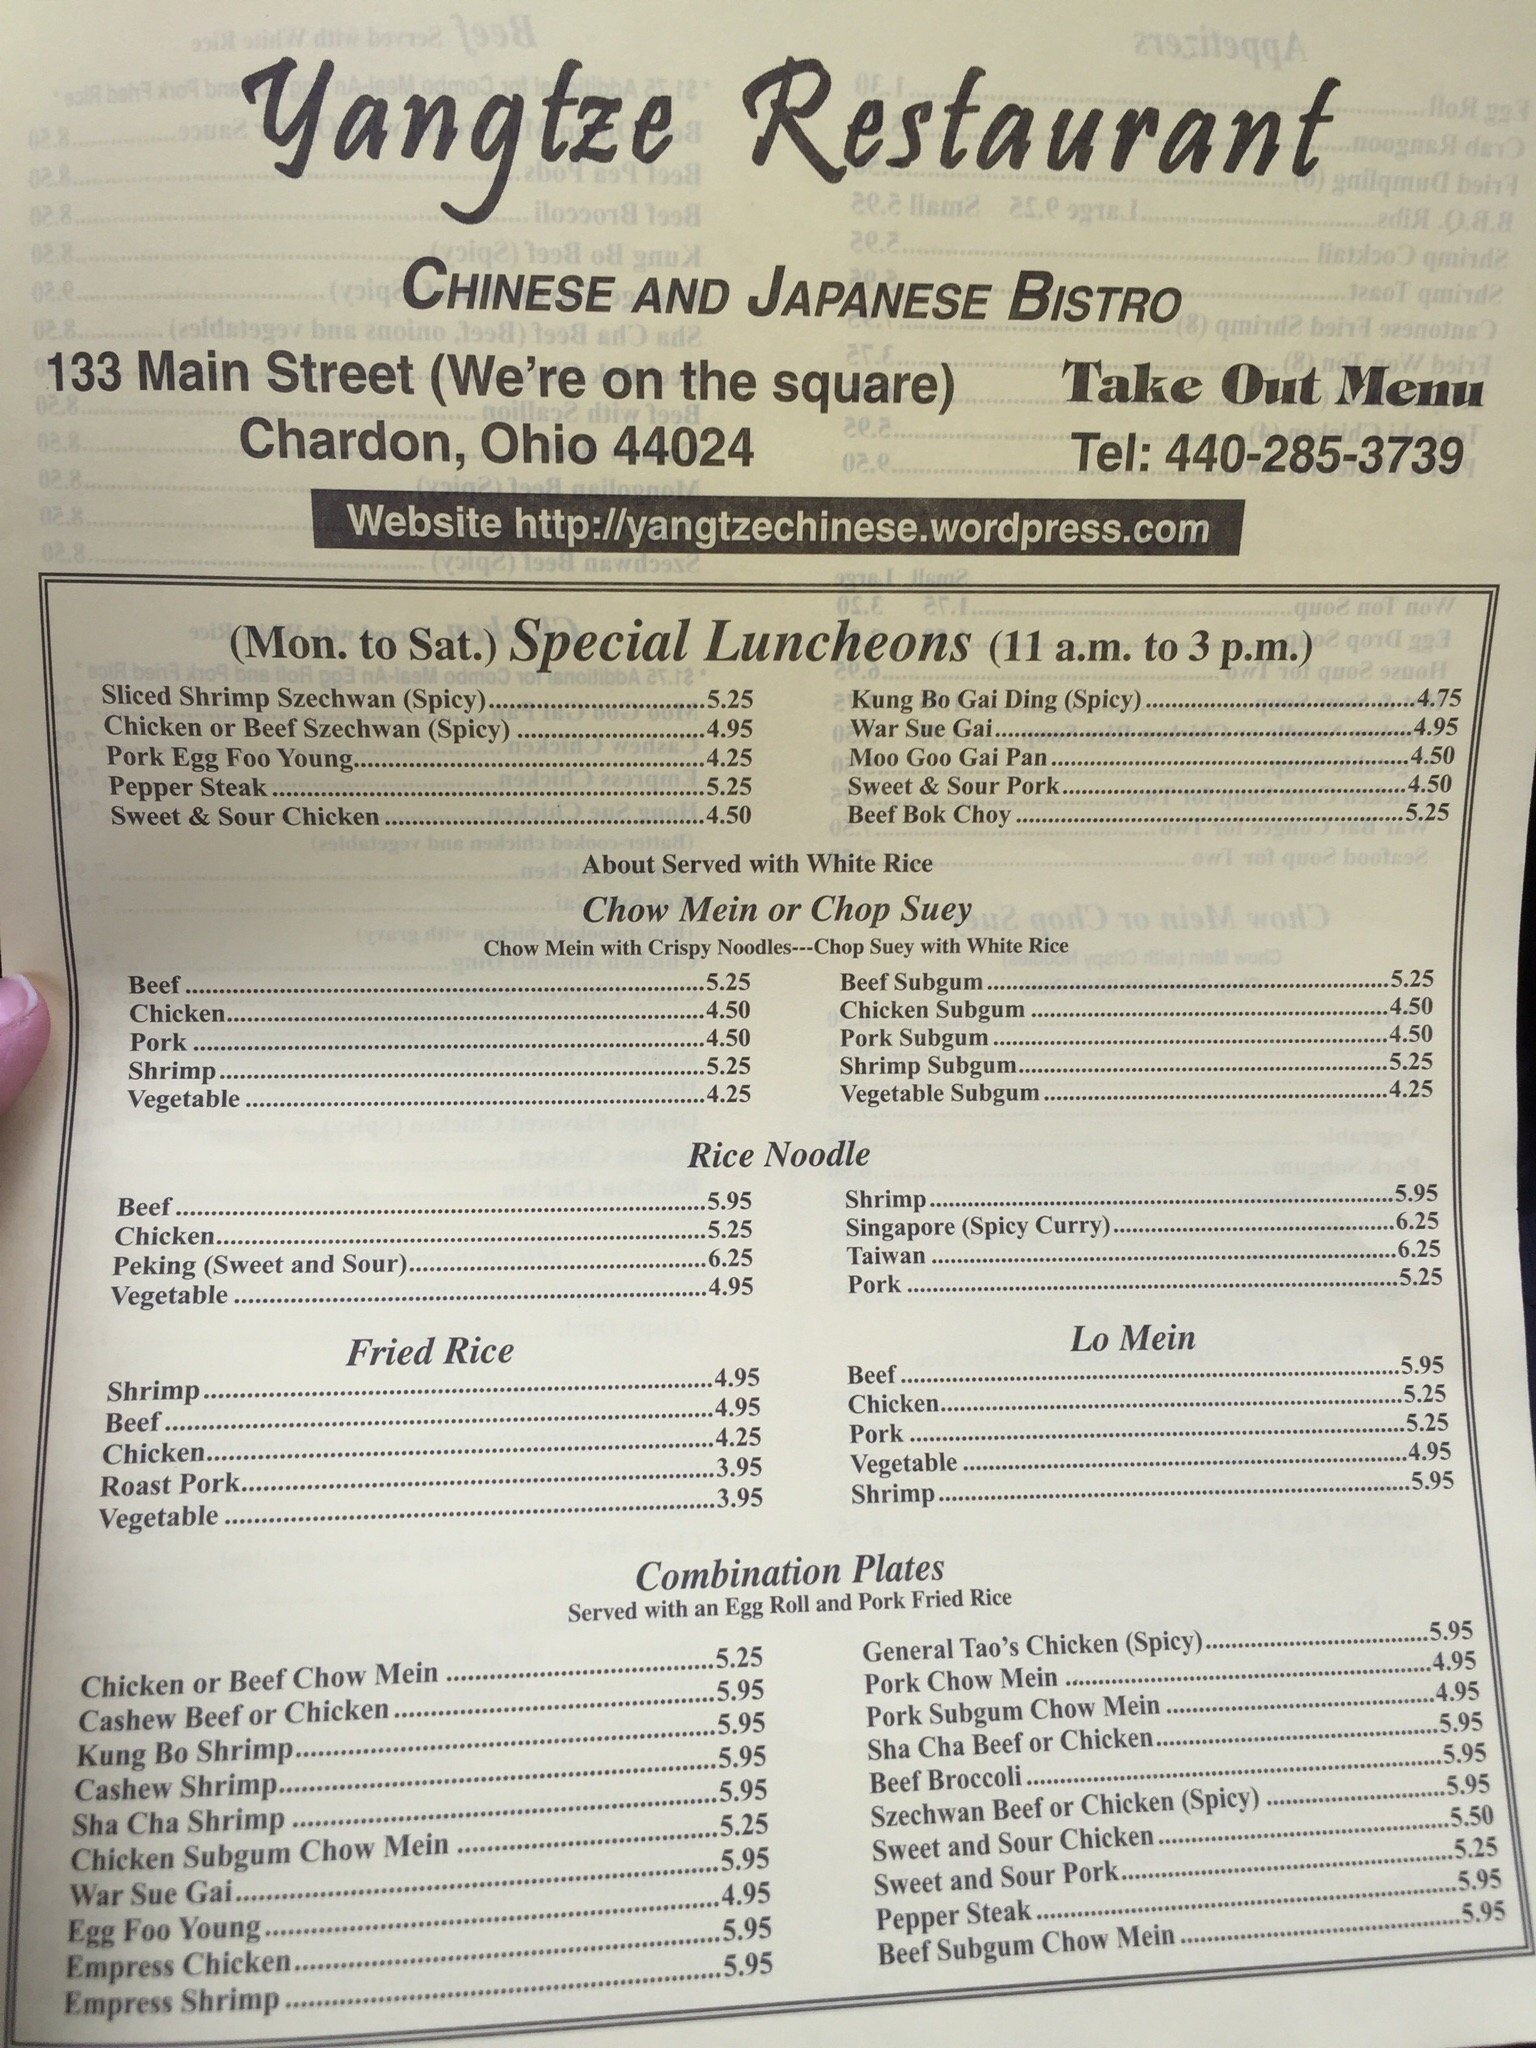 Yangtze Restaurant
CHINESE AND JAPANESE BISTRO
133 Main Street (We're on the square)
Chardon, Ohio 44024
Take Out Menu
Tel: 440-285-3739
Website http://yangtzechinese.wordpress.com
(Mon. to Sat.) Special Luncheons (11 a.m. to 3 p.m.)
Sliced Shrimp Szechwan (Spicy) 5.25
Chicken or Beef Szechwan (Spicy) 4.95
Pork Egg Foo Young 4.25
Pepper Steak 5.25
Sweet & Sour Chicken 4.50
Kung Bo Gai Ding (Spicy) 4.75
War Sue Gai 4.95
Moo Goo Gai Pan 4.50
Sweet & Sour Pork 4.50
Beef Bok Choy 5.25
About Served with White Rice
Chow Mein or Chop Suey
Chow Mein with Crispy Noodles---Chop Suey with White Rice
Beef 5.25
Chicken 4.50
Pork 4.50
Shrimp 5.25
Vegetable 4.25
Beef Subgum 5.25
Chicken Subgum 4.50
Pork Subgum 4.50
Shrimp Subgum 5.25
Vegetable Subgum 4.25
Rice Noodle
Beef 5.95
Chicken 5.25
Peking (Sweet and Sour) 6.25
Vegetable 4.95
Shrimp 5.95
Singapore (Spicy Curry) 6.25
Taiwan 6.25
Pork 5.25
Fried Rice
Shrimp 4.95
Beef 4.95
Chicken 4.25
Roast Pork 3.95
Vegetable 3.95
Lo Mein
Beef 5.95
Chicken 5.25
Pork 5.25
Vegetable 4.95
Shrimp 5.95
Combination Plates
Served with an Egg Roll and Pork Fried Rice
Chicken or Beef Chow Mein 5.25
Cashew Beef or Chicken 5.95
Kung Bo Shrimp 5.95
Cashew Shrimp 5.95
Sha Cha Shrimp 5.95
Chicken Subgum Chow Mein 5.25
War Sue Gai 5.95
Egg Foo Young 4.95
Empress Chicken 5.95
Empress Shrimp 5.95
General Tao's Chicken (Spicy) 5.95
Pork Chow Mein 4.95
Pork Subgum Chow Mein 4.95
Sha Cha Beef or Chicken 5.95
Beef Broccoli 5.95
Szechwan Beef or Chicken (Spicy) 5.95
Sweet and Sour Chicken 5.50
Sweet and Sour Pork 5.25
Pepper Steak 5.95
Beef Subgum Chow Mein 5.95